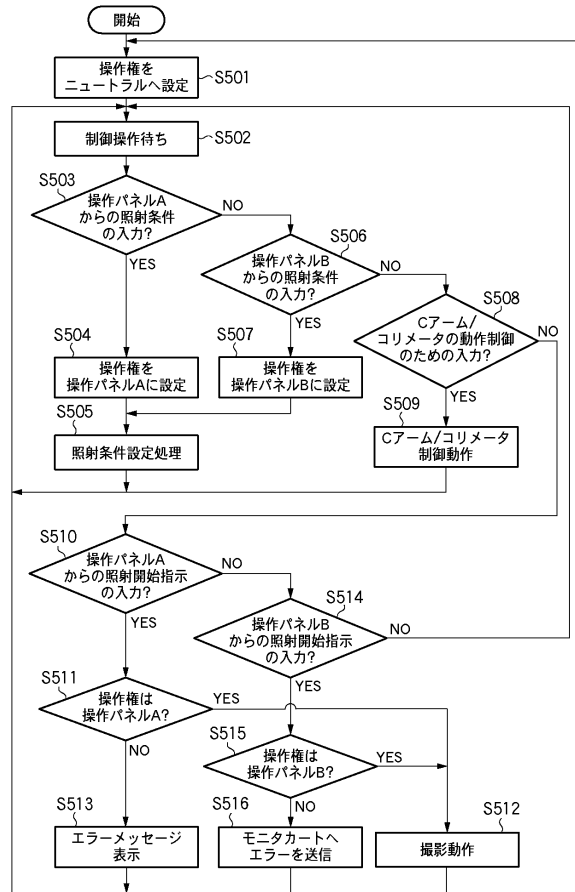 開始
操作権を
ニュートラルへ設定
S501
制御操作待ち
S502
S503
操作パネルA
からの照射条件
の入力?
NO
YES
S506
操作パネルB
からの照射条件
の入力?
NO
YES
S508
Cアーム/
コリメータの動作制御
のための入力?
NO
YES
S504
操作権を
操作パネルAに設定
S507
操作権を
操作パネルBに設定
S505
照射条件設定処理
S509
Cアーム/コリメータ
制御動作
S510
操作パネルA
からの照射開始指示
の入力?
NO
YES
S514
操作パネルB
からの照射開始指示
の入力?
NO
YES
S511
操作権は
操作パネルA?
YES
NO
S515
操作権は
操作パネルB?
YES
NO
S513
エラーメッセージ
表示
S516
モニタカートへ
エラーを送信
S512
撮影動作